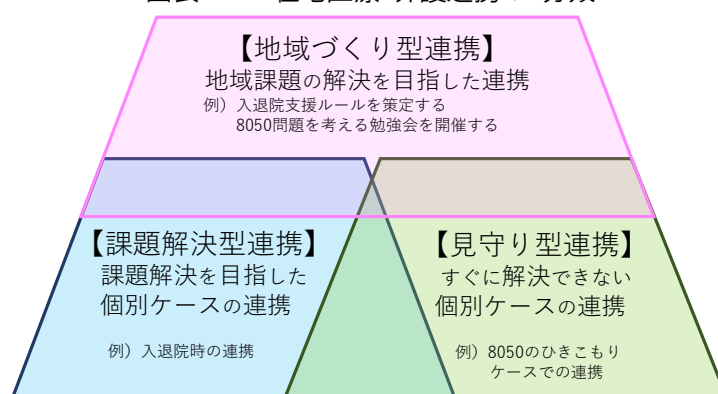 【地域づくり型連携】
地域課題の解決を目指した連携
例）入退院支援ルールを策定する
8050問題を考える勉強会を開催する
【課題解決型連携】
課題解決を目指した
個別ケースの連携
例）入退院時の連携
【見守り型連携】
すぐに解決できない
個別ケースの連携
例）8050のひきこもり
ケースでの連携